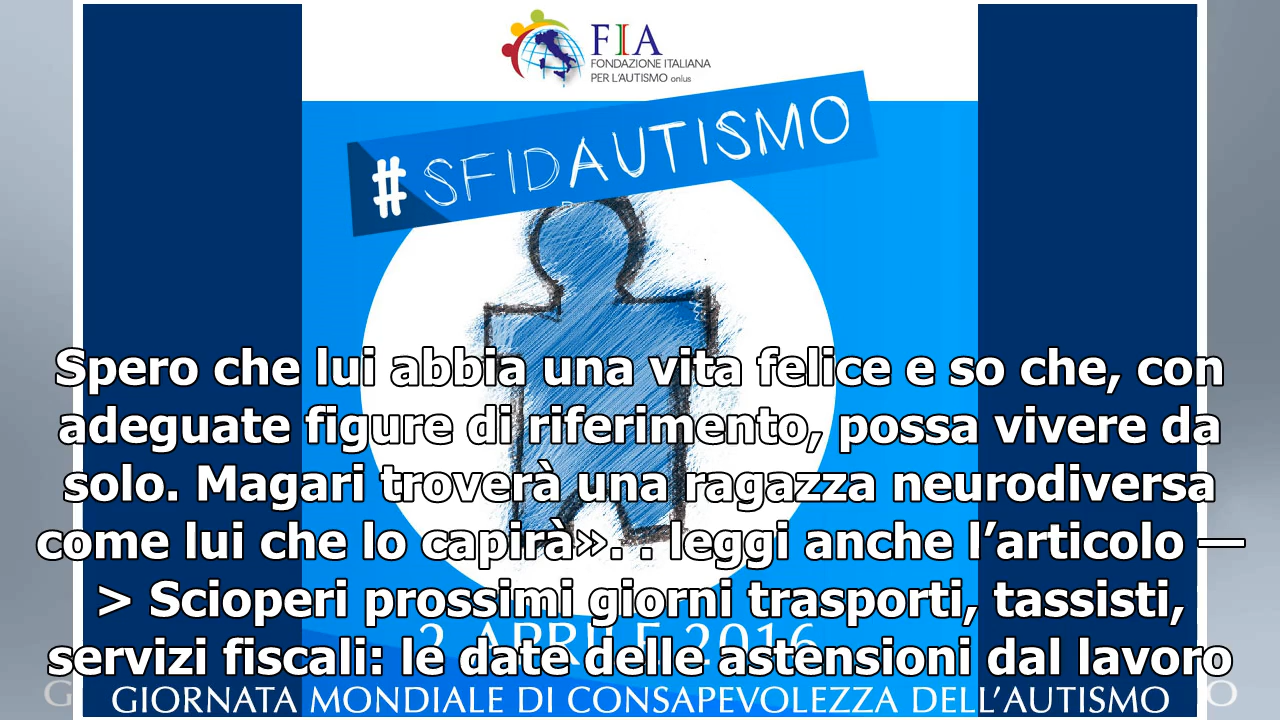 FIA
FONDAZIONE ITALIANA
PER L'AUTISMO onlus
#SFIDAUTISMO
Spero che lui abbia una vita felice e so che, con
adeguate figure di riferimento, possa vivere da
solo. Magari troverà una ragazza neurodiversa
come lui che lo capirà». . leggi anche l’articolo —
> Scioperi prossimi giorni trasporti, tassisti,
servizi fiscali: le date delle astensioni dal lavoro
2 APRILE 2016
GIORNATA MONDIALE DI CONSAPEVOLEZZA DELL'AUTISMO